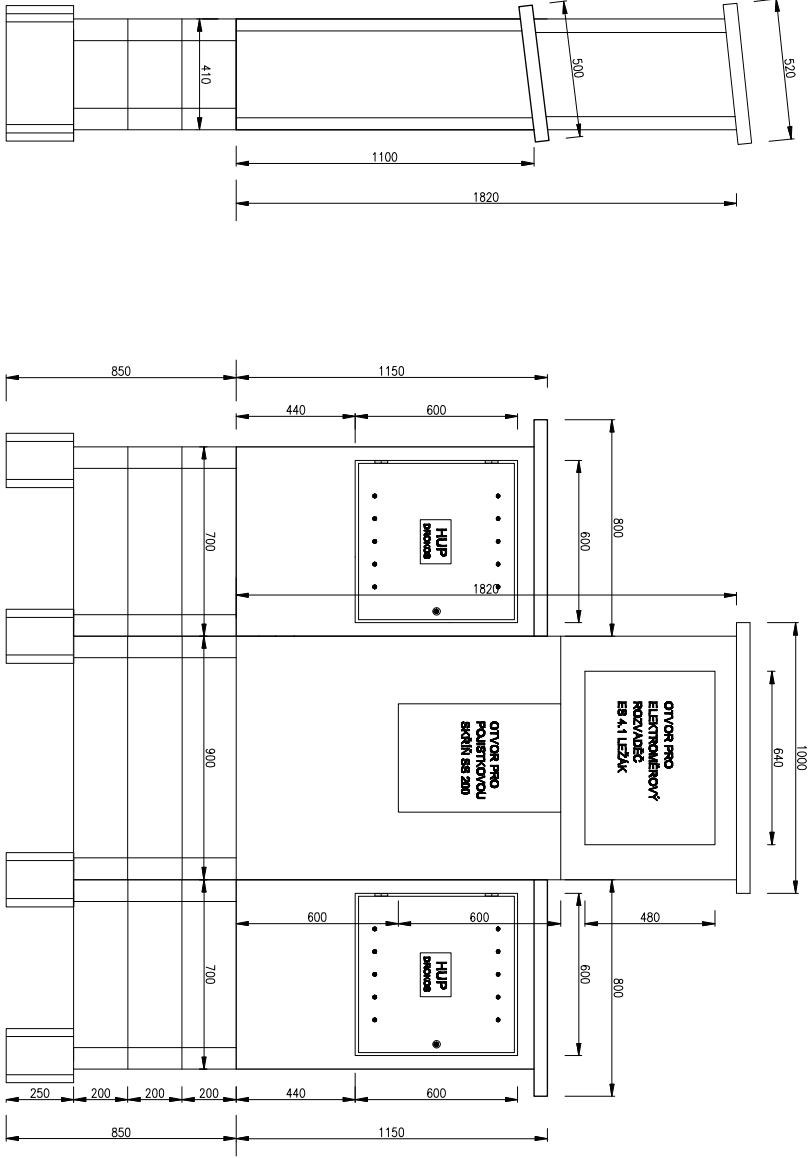 520
500
410
1100
1820
850
1150
440
600
800
600
700
HUP
DROKOS
1820
1000
640
OTVOR PRO
ELEKTROMĚROVÝ
ROZVADĚČ
ES 4.1 LEŽÁK
OTVOR PRO
POJISTKOVOU
SKŘÍŇ SS 200
900
600
600
480
700
HUP
DROKOS
600
800
250
200
200
200
440
600
850
1150